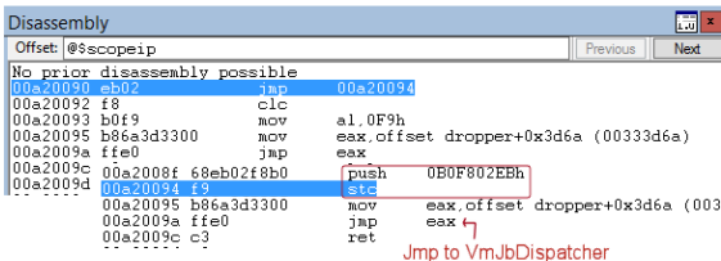 Disassembly
Offset: @$scopeip Previous Next
No prior disassembly possible
00a20090 eb02 jmp 00a20094
00a20092 f8 clc
00a20093 b0f9 mov al,0F9h
00a20095 b86a3d3300 mov eax,offset dropper+0x3d6a (00333d6a)
00a2009a ffe0 jmp eax
00a2009c
00a2009d
00a2008f 68eb02f8b0 push 0B0F802EBh
00a20094 f9 stc
00a20095 b86a3d3300 mov eax,offset dropper+0x3d6a (003
00a2009a ffe0 jmp eax
00a2009c c3 ret
Jmp to VmJbDispatcher